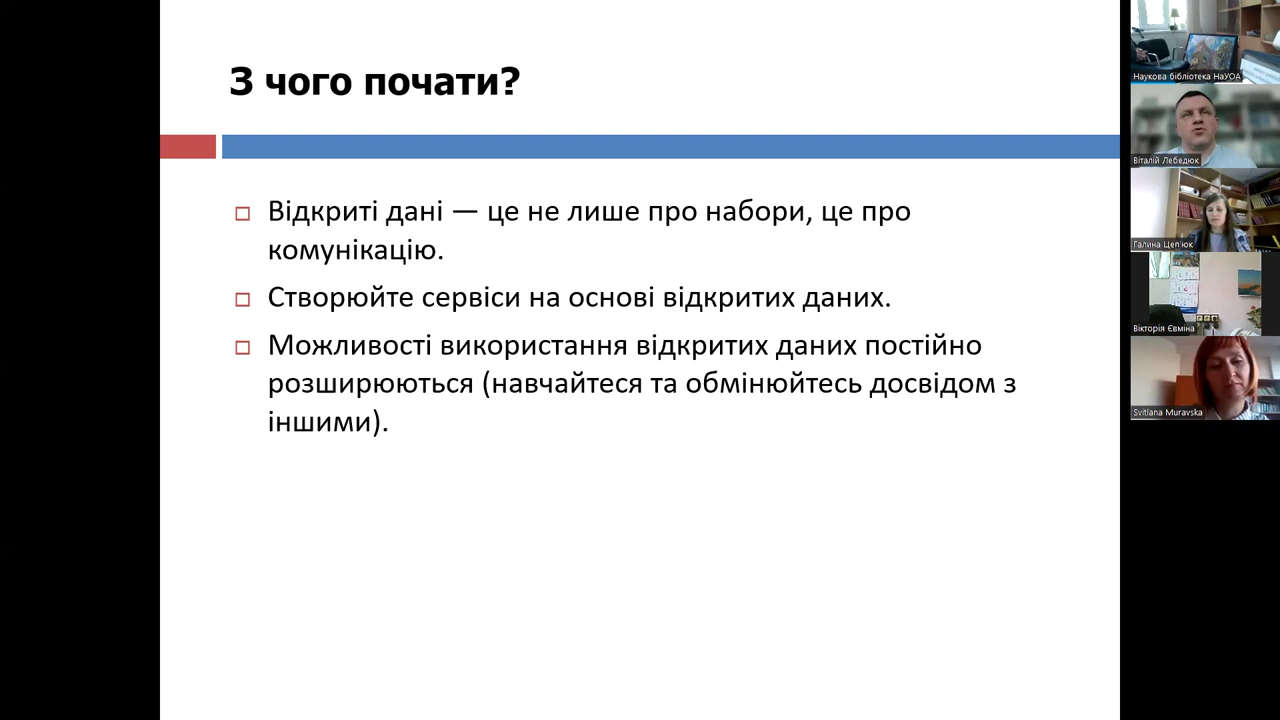 З чого почати?
Відкриті дані — це не лише про набори, це про
комунікацію.
Створюйте сервіси на основі відкритих даних.
Можливості використання відкритих даних постійно
розширюються (навчайтеся та обмінюйтесь досвідом з
іншими).
Наукова бібліотека НаУОА
Віталій Лебедюк
Галина Цеп'юк
Вікторія Євміна
Svitlana Muravska